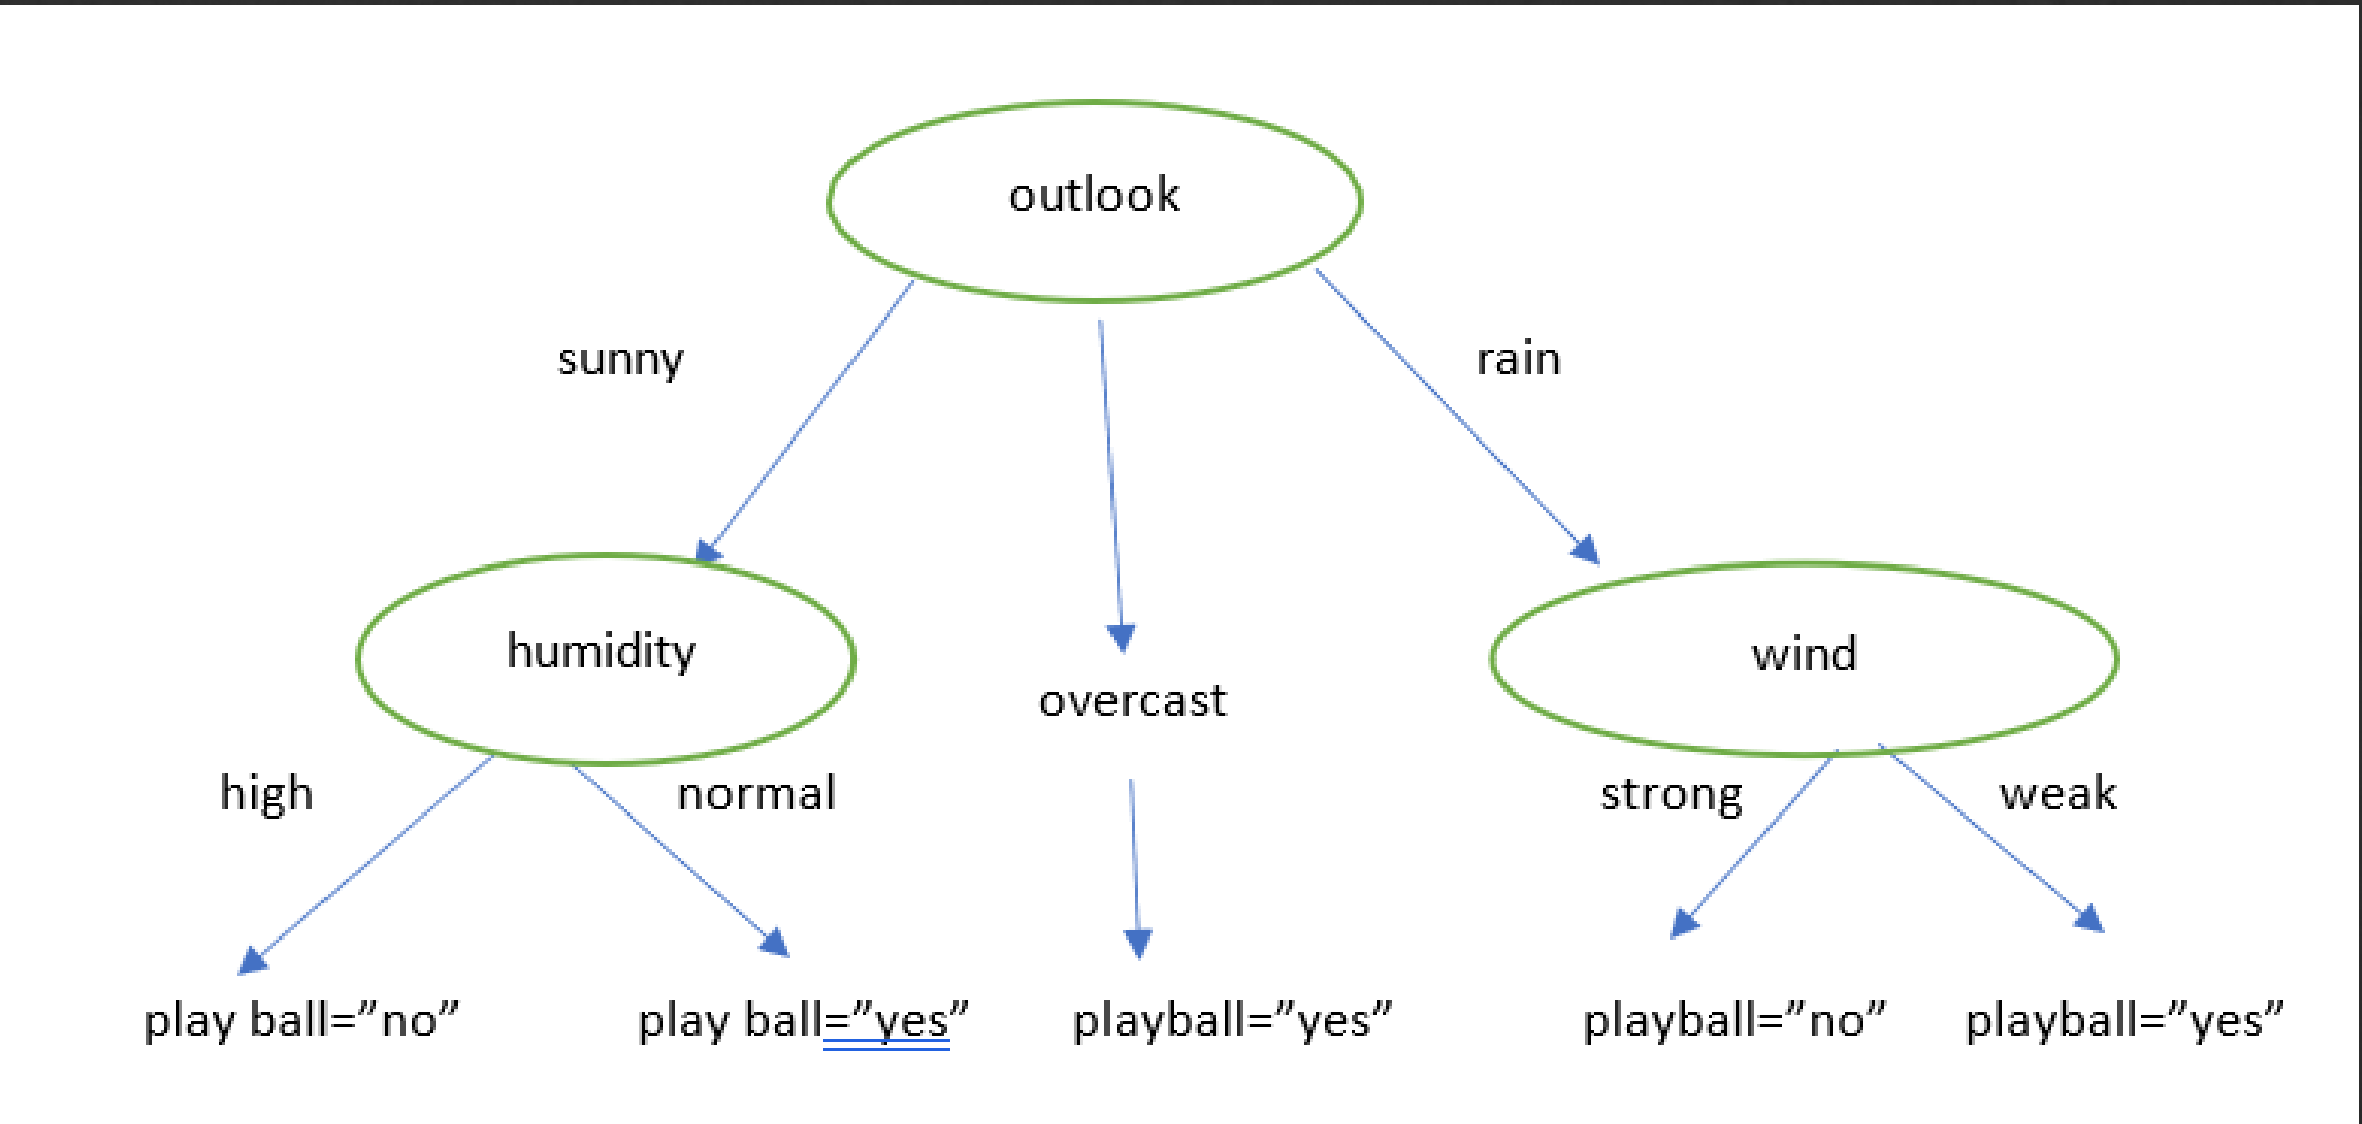 outlook
sunny
rain
humidity
wind
overcast
high
normal
strong
weak
play ball=”no”
play ball=”yes”
playball=”yes”
playball=”no”
playball=”yes”